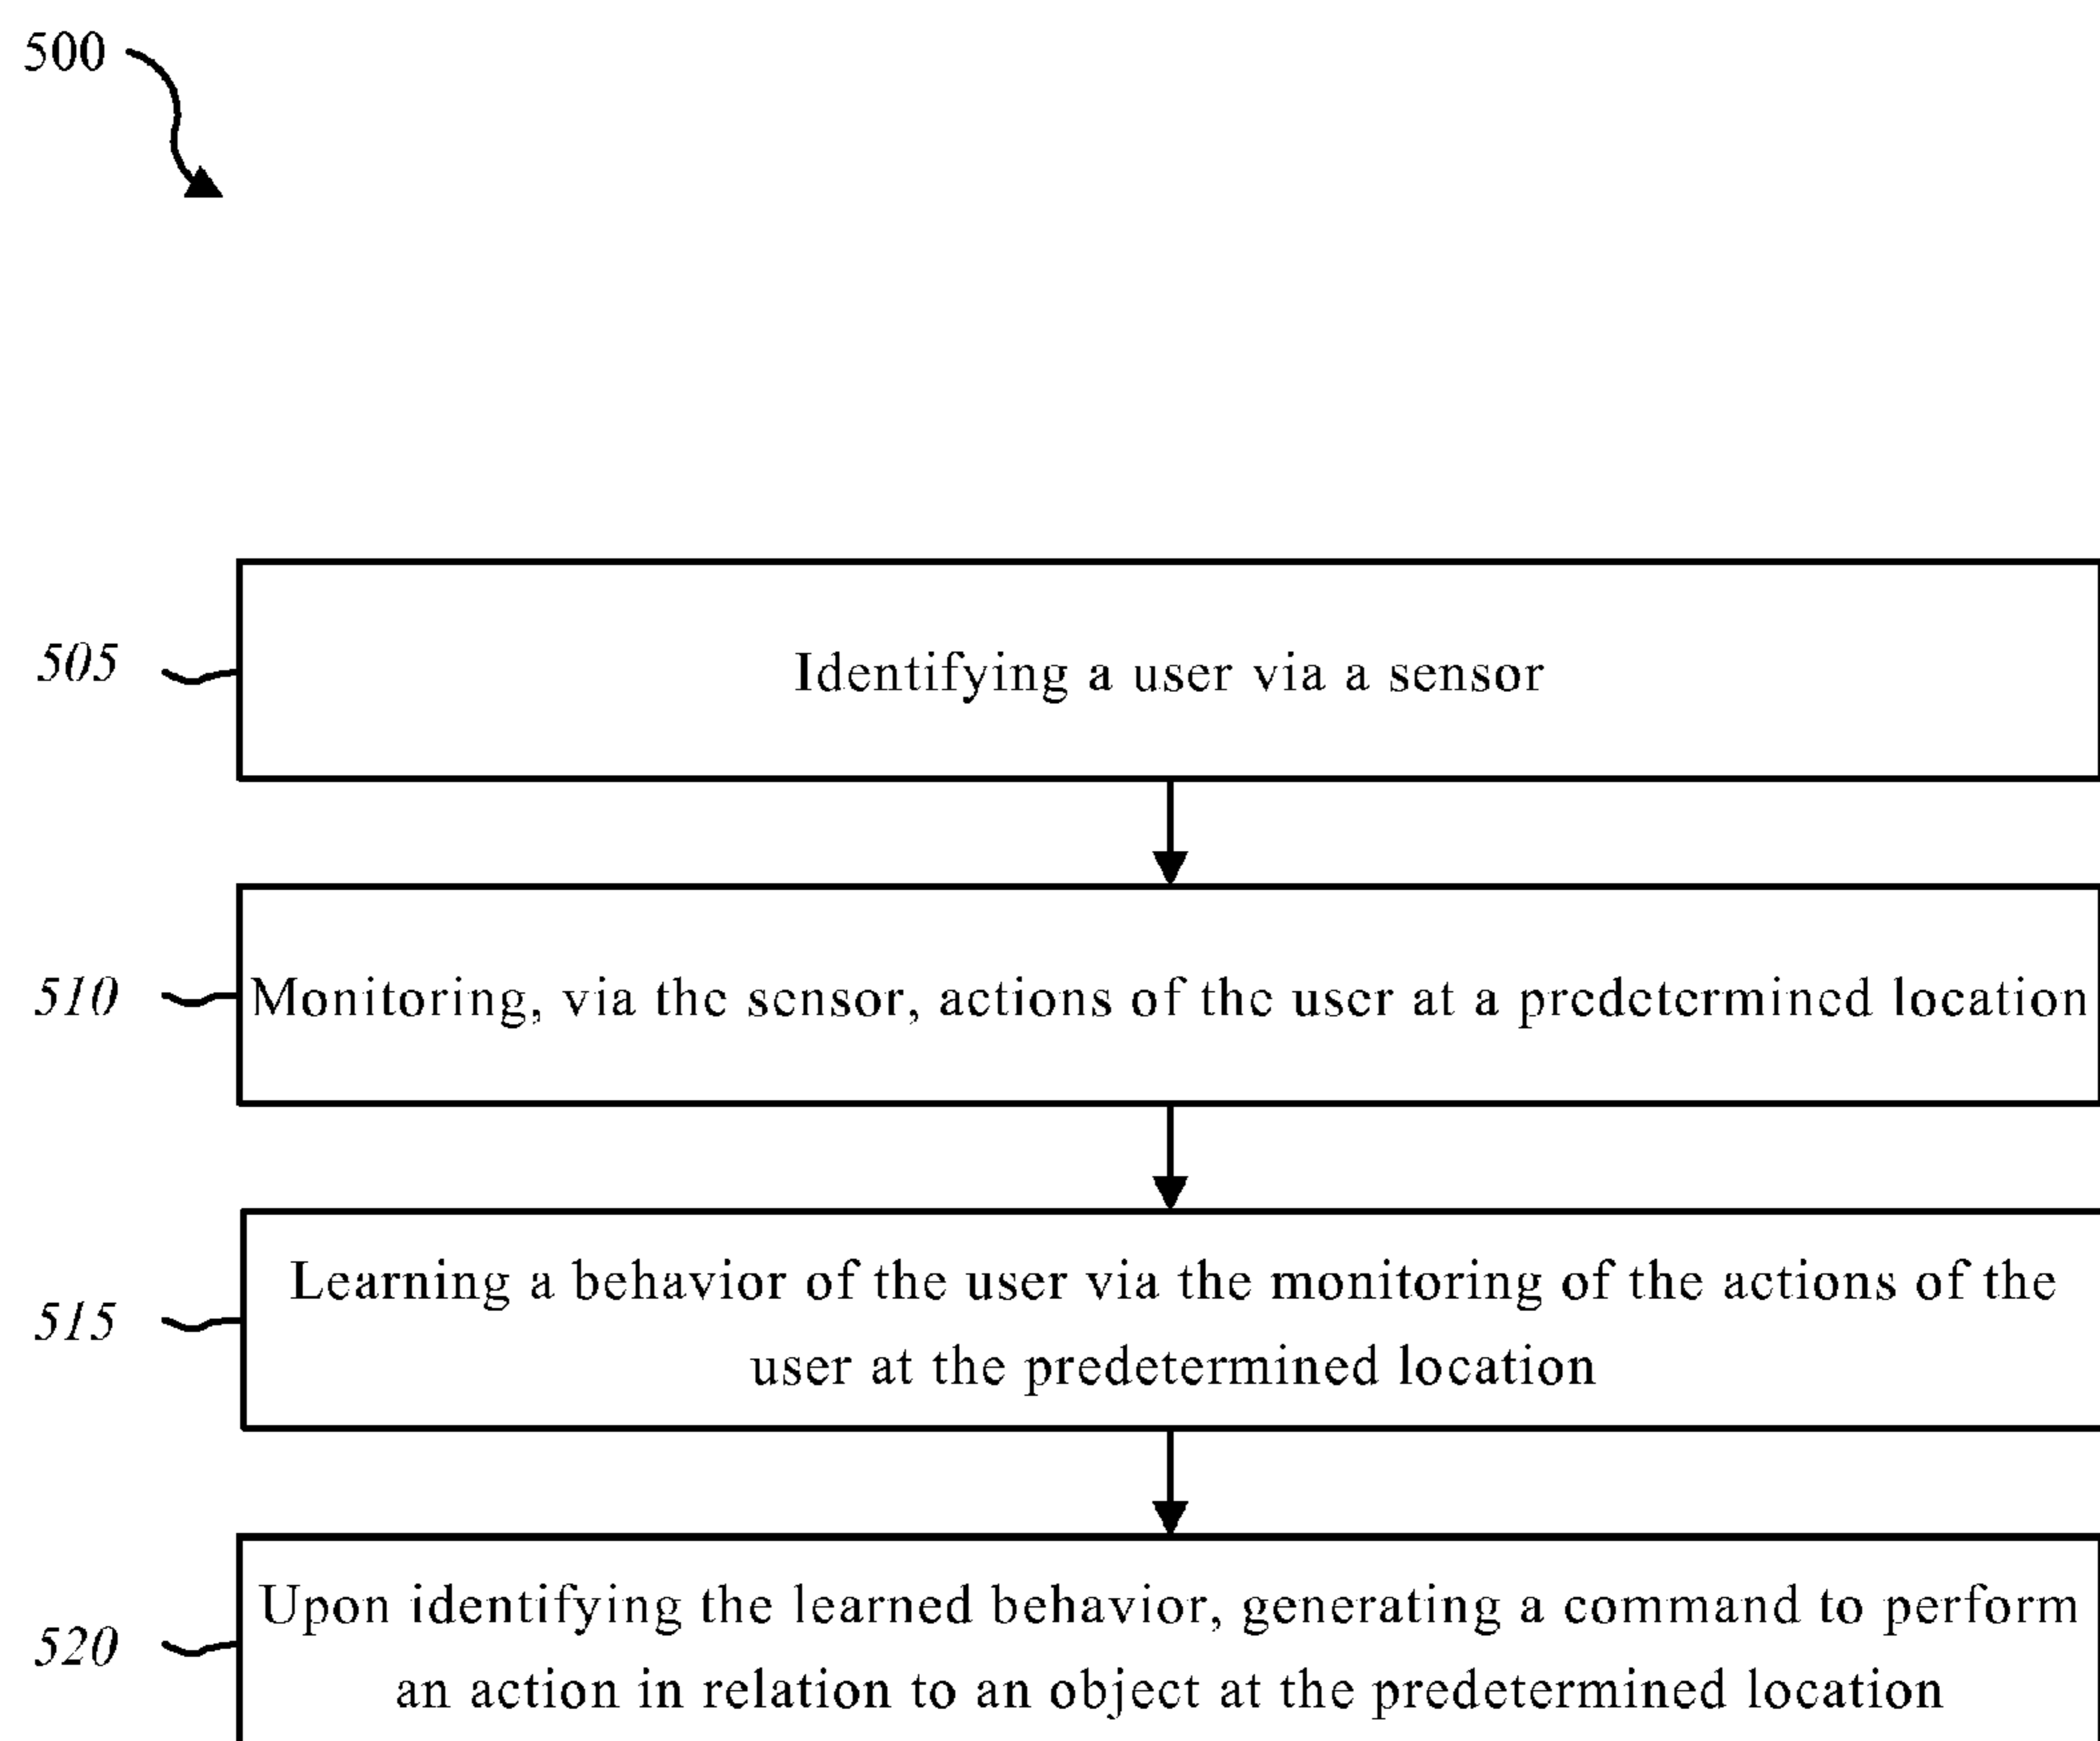 500
505
Identifying a user via a sensor
510
Monitoring, via the sensor, actions of the user at a predetermined location
515
Learning a behavior of the user via the monitoring of the actions of the
user at the predetermined location
520
Upon identifying the learned behavior, generating a command to perform
an action in relation to an object at the predetermined location